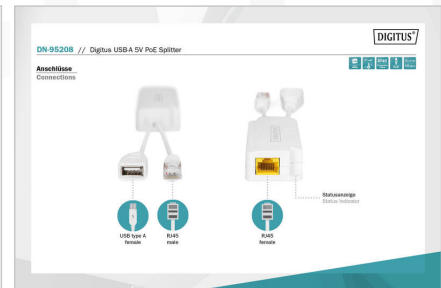 DIGITUS®
DN-95208 // Digitus USB-A 5V PoE Splitter
Anschlüsse
Connections
DIGITUS
Statusanzeige
Status Indicator
USB type A
female
RJ45
male
RJ45
female